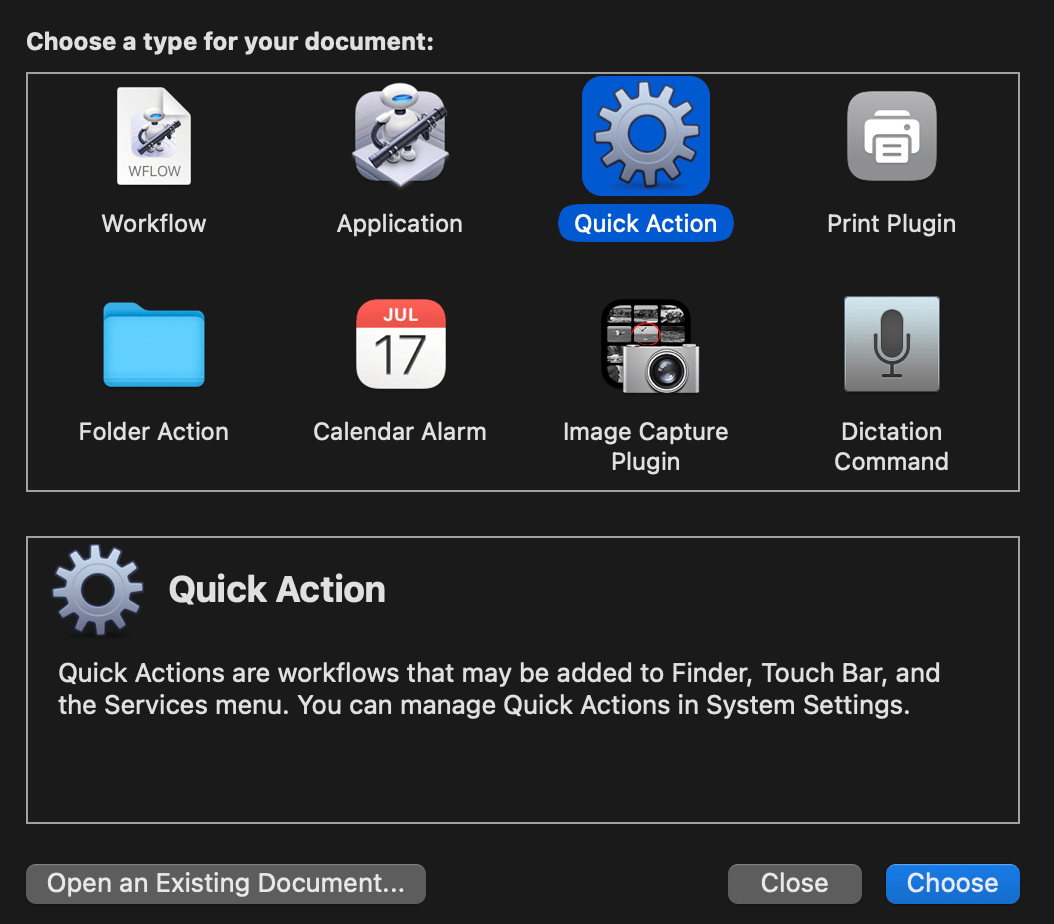 Choose a type for your document:
WFLOW
Workflow
Application
Quick Action
Print Plugin
JUL
17
Folder Action
Calendar Alarm
Image Capture
Plugin
Dictation
Command
Quick Action
Quick Actions are workflows that may be added to Finder, Touch Bar, and
the Services menu. You can manage Quick Actions in System Settings.
Open an Existing Document...
Close
Choose